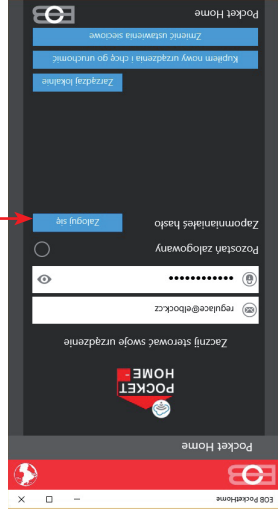 EOB PocketHome
EOB
Pocket Home
POCKET
HOME
Zacznij sterować swoje urządzenie
regulace@elbock.cz
••••••••••••
Pozostań zalogowany
Zapomnianiałeś hasło
Zaloguj się
Zarządzaj lokalnie
Kupiłem nowy urządzenia i chcę go uruchomić
Zmienić ustawienia sieciowe
Pocket Home
EOB